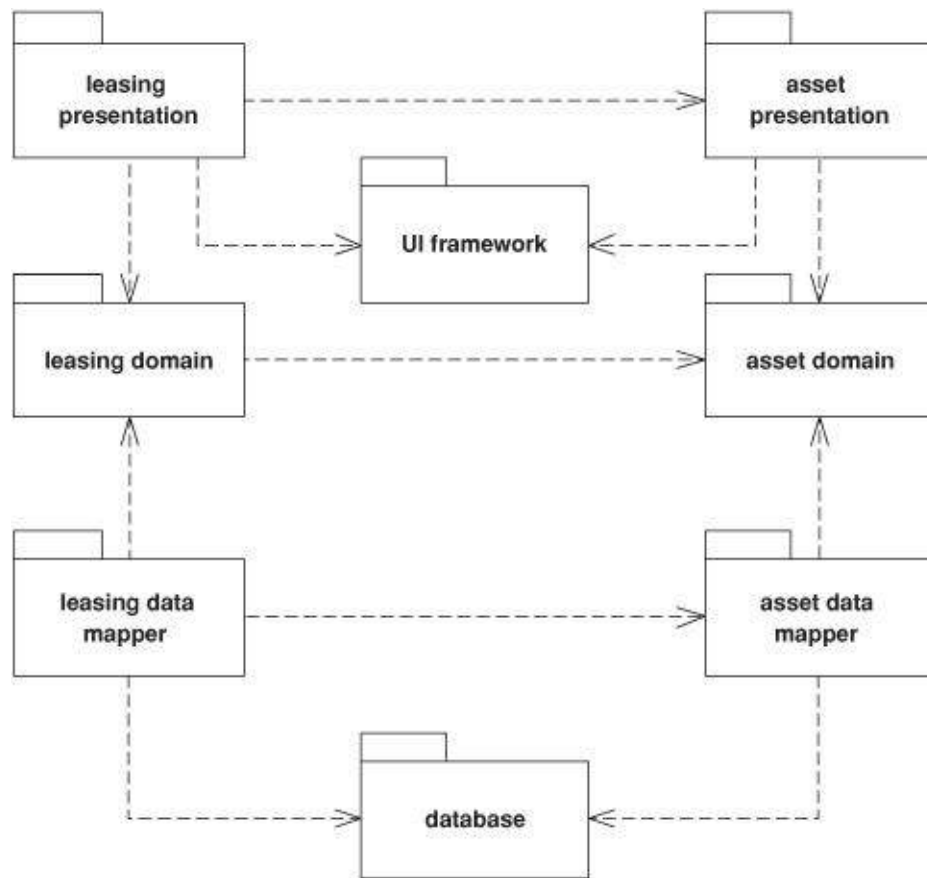 leasing
presentation
asset
presentation
UI framework
leasing domain
asset domain
leasing data
mapper
asset data
mapper
database